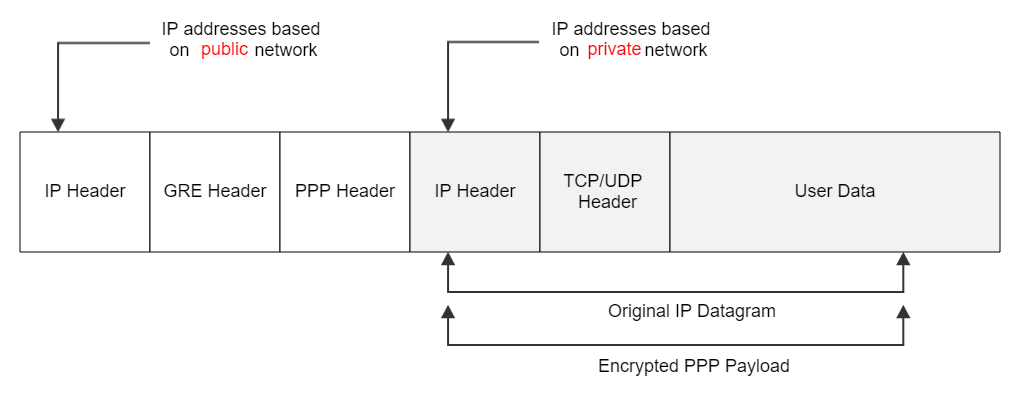 IP addresses based
on public network
IP addresses based
on private network
IP Header
GRE Header
PPP Header
IP Header
TCP/UDP
Header
User Data
Original IP Datagram
Encrypted PPP Payload